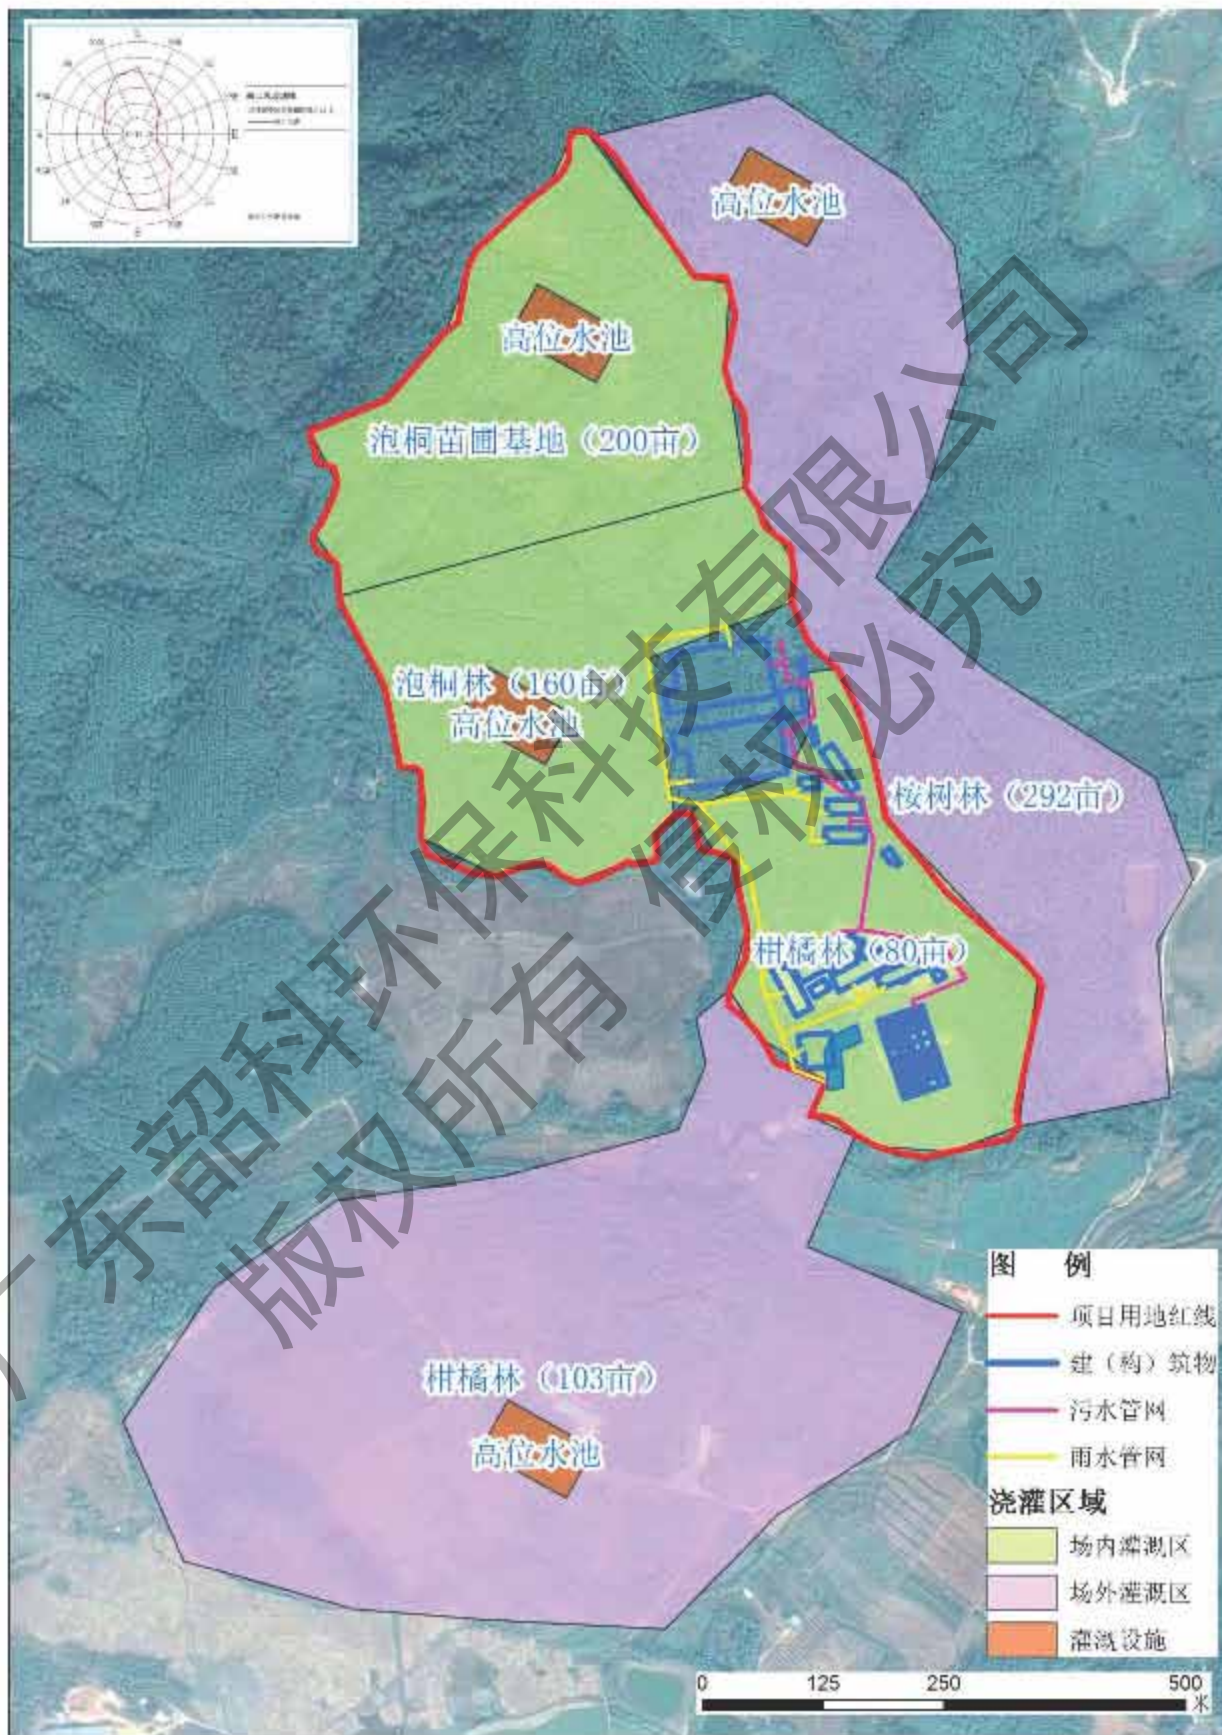 高位水池
高位水池
泡桐苗圃基地（200亩）
泡桐林（160亩）
高位水池
桉树林（292亩）
柑橘林（80亩）
柑橘林（103亩）
高位水池
广东韶科环保科技有限公司
版权所有 侵权必究
图 例
项目用地红线
建（构）筑物
污水管网
雨水管网
浇灌区域
场内灌溉区
场外灌溉区
灌溉设施
0 125 250 500
米